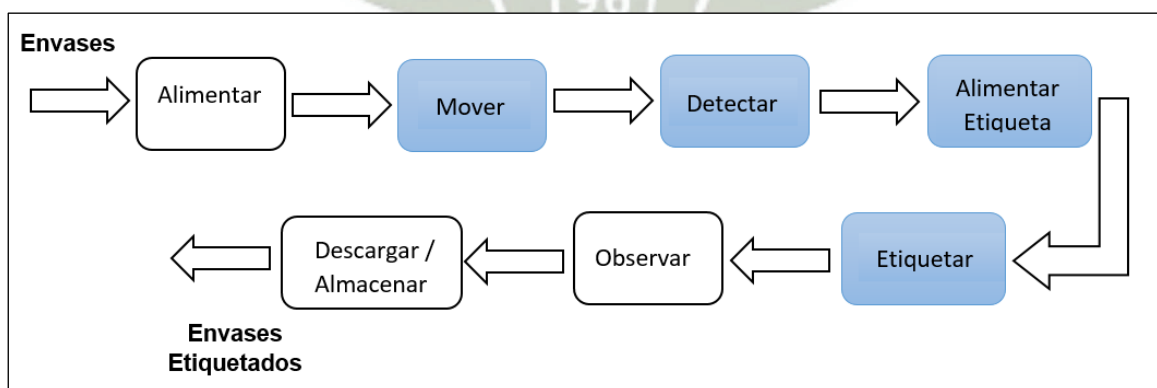 Envases
Alimentar
Mover
Detectar
Alimentar
Etiqueta
Etiquetar
Observar
Descargar /
Almacenar
Envases
Etiquetados